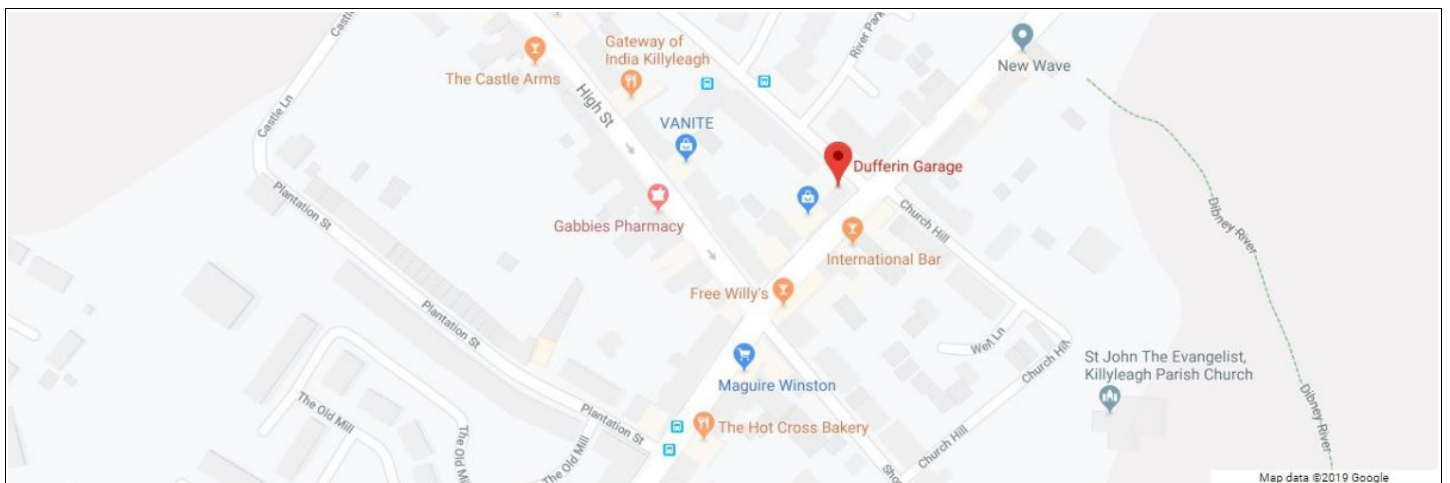 Castle Ln
Gateway of
India Killyleagh
River Park
New Wave
The Castle Arms
High St
Castle Ln
VANITE
Dufferin Garage
Plantation St
Gabbies Pharmacy
Church Hill
Dibney River
International Bar
Free Willy's
Plantation St
Well Ln
Church Hill
St John The Evangelist,
Killyleagh Parish Church
Maguire Winston
The Old Mill
Plantation St
The Hot Cross Bakery
The Old Mill
The Old Mill
Church Hill
Dibney River
Map data ©2019 Google